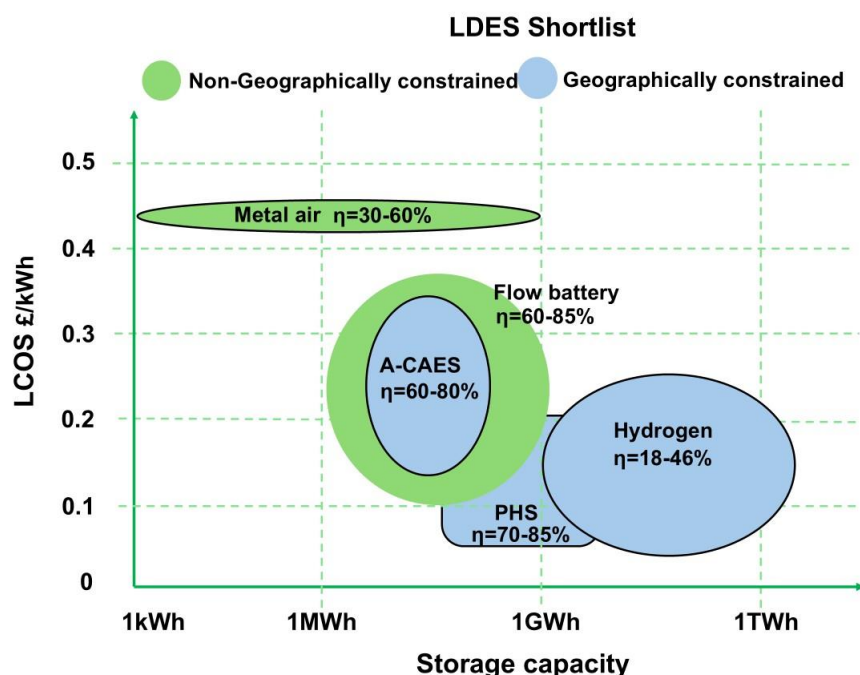 LDES Shortlist
Non-Geographically constrained
Geographically constrained
0.5
0.4
0.3
0.2
0.1
0
LCOS £/kWh
Metal air η=30-60%
Flow battery
η=60-85%
A-CAES
η=60-80%
Hydrogen
η=18-46%
PHS
η=70-85%
1kWh
1MWh
1GWh
1TWh
Storage capacity